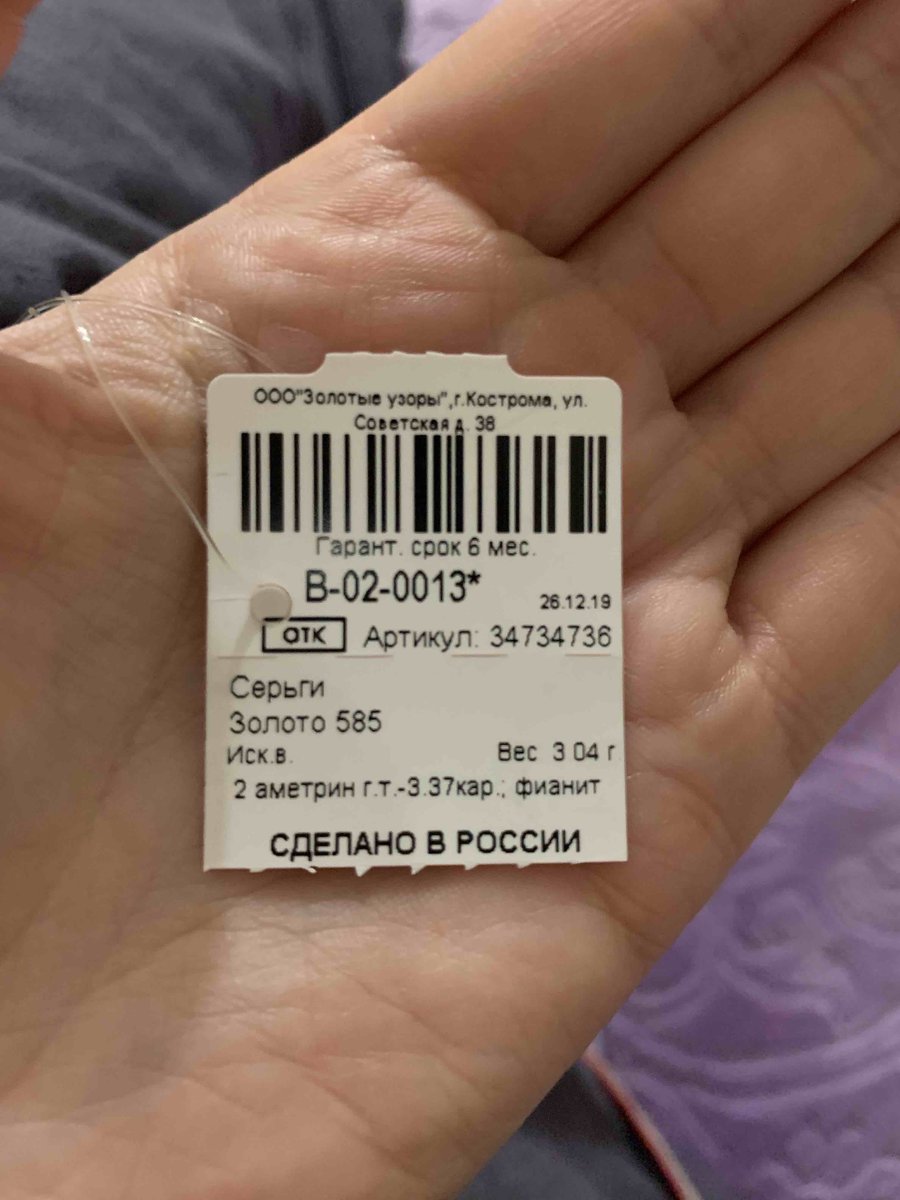 ООО"Золотые узоры",г.Кострома, ул.
Советская д. 38
Гарант. срок 6 мес.
В-02-0013*
26.12.19
ОТК Артикул: 34734736
Серьги
Золото 585
Иск.в. Вес 3 04 г
2 аметрин г.т.-3.37кар.; фианит
СДЕЛАНО В РОССИИ